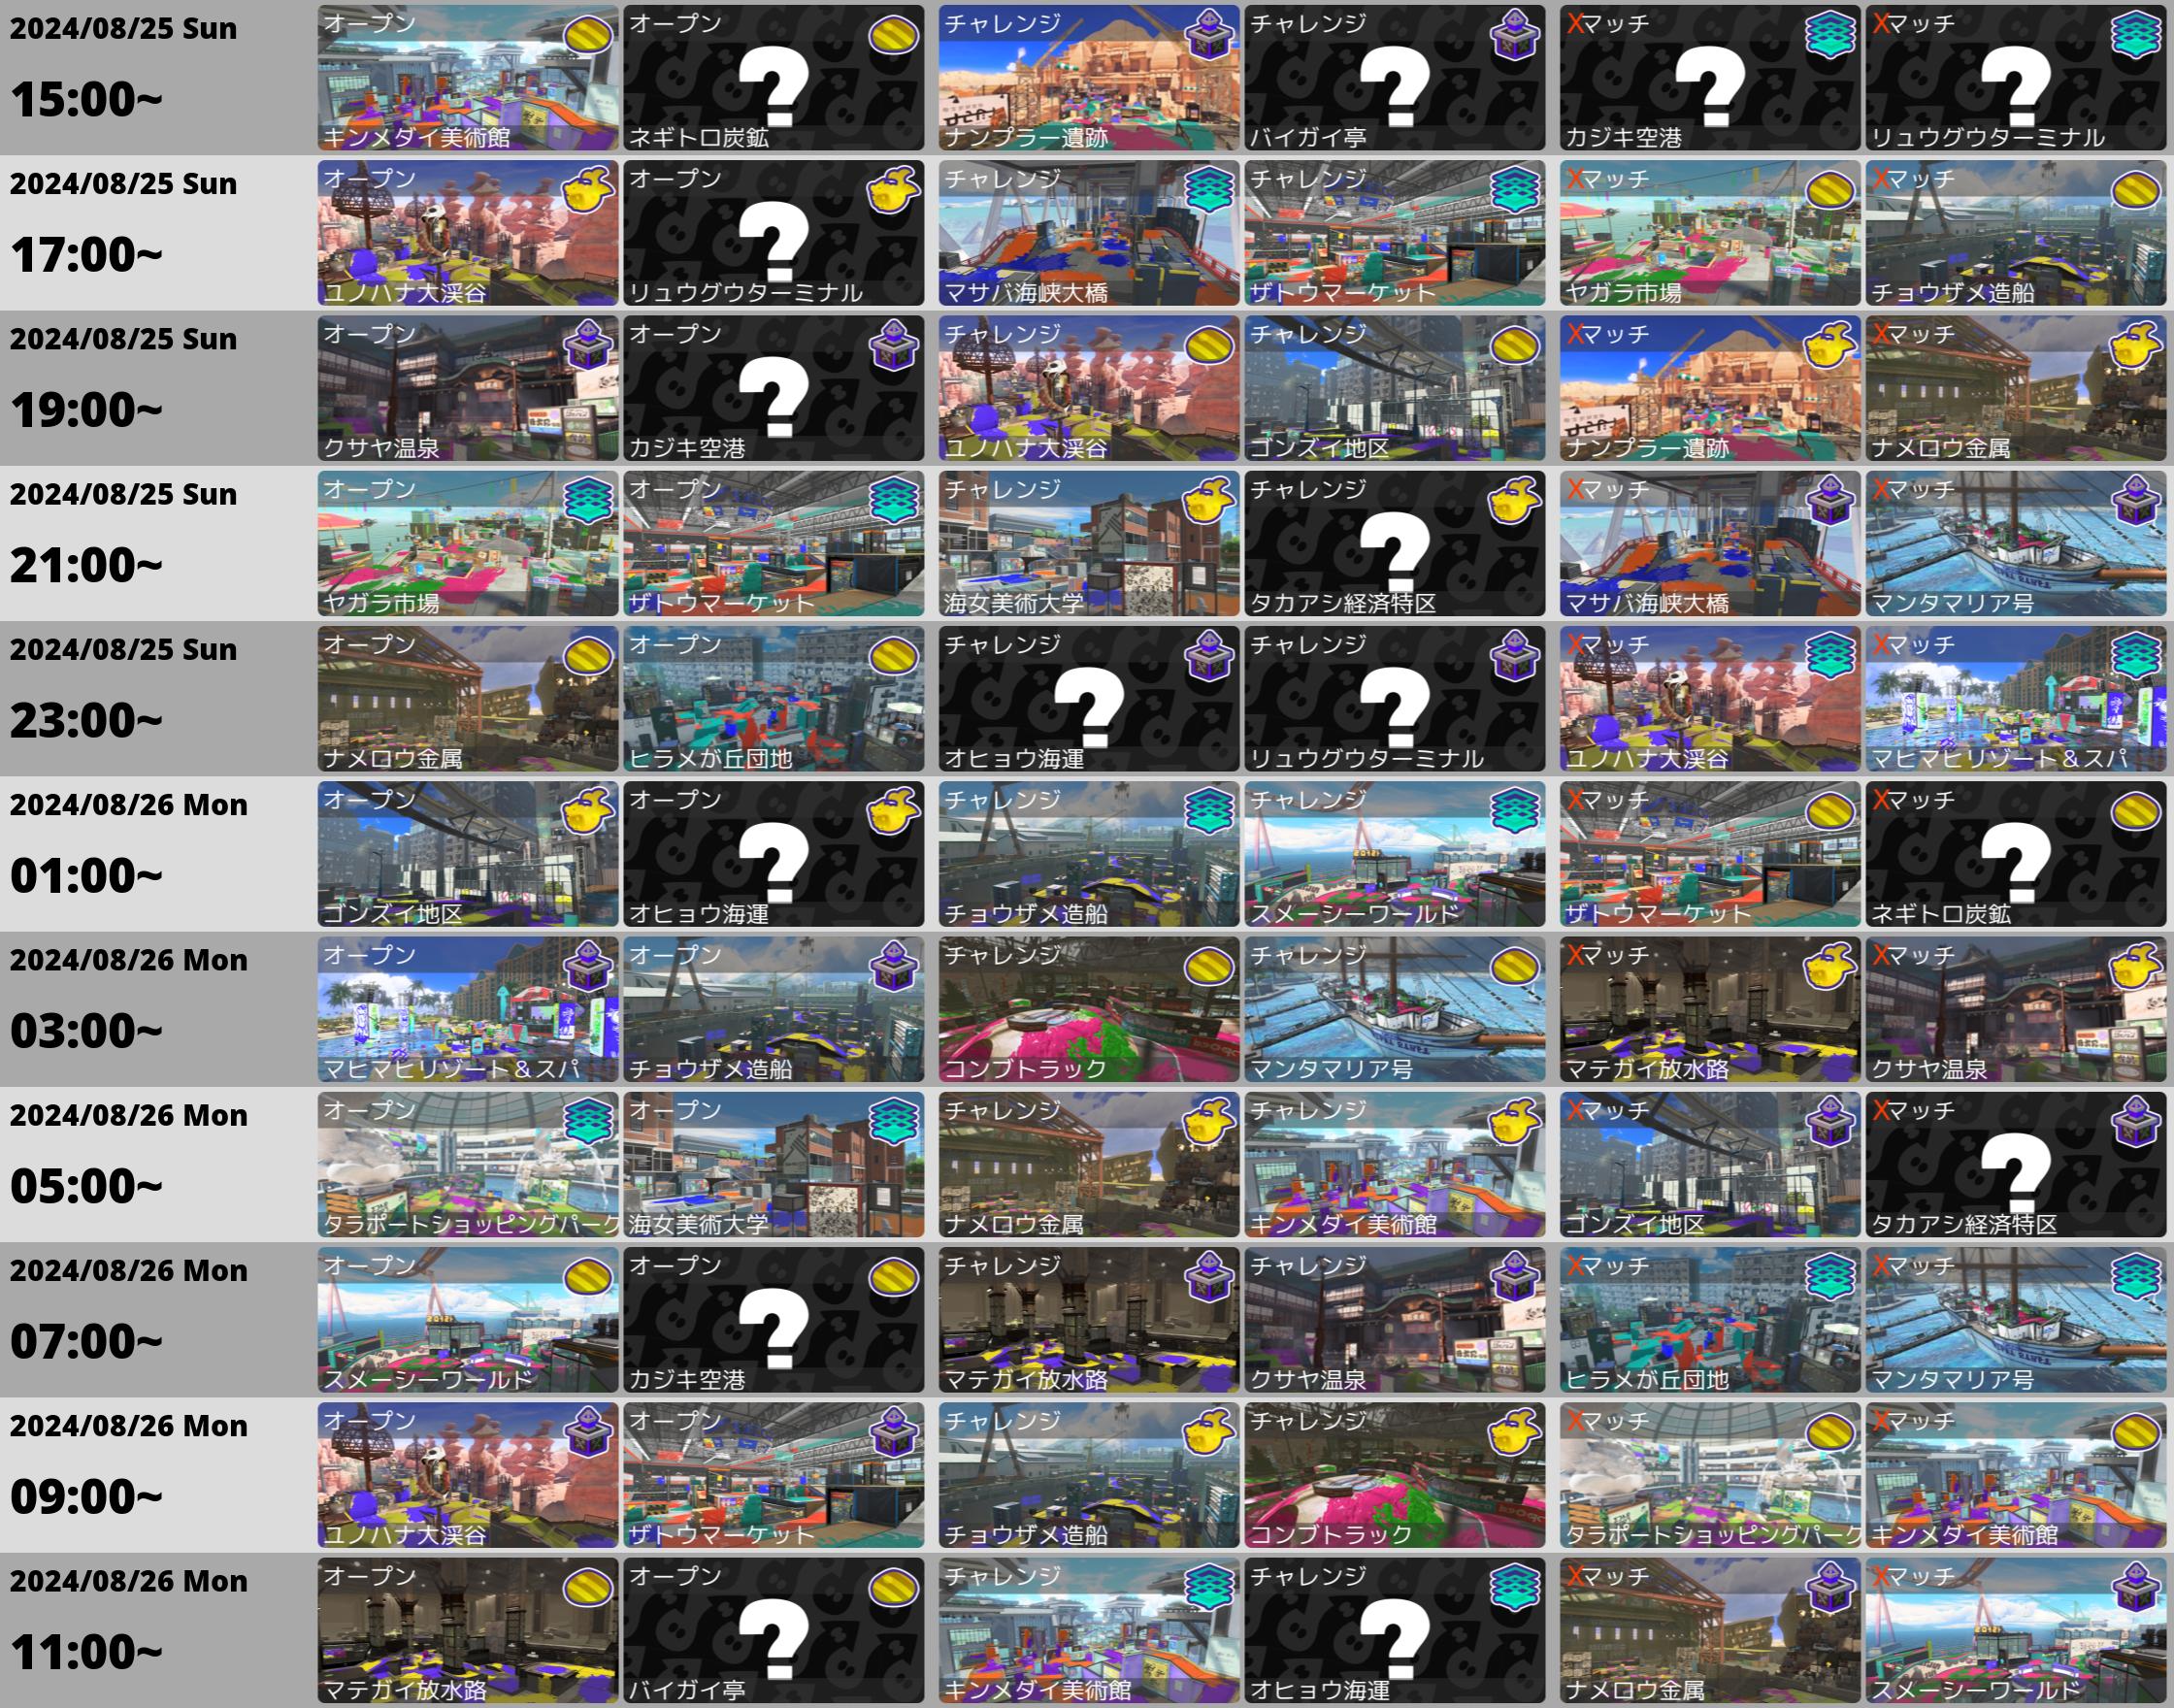 2024/08/25 Sun
15:00~
オープン
キンメダイ美術館
オープン
ネギトロ炭鉱
チャレンジ
ナンプラー遺跡
チャレンジ
バイガイ亭
Xマッチ
カジキ空港
Xマッチ
リュウグウターミナル
2024/08/25 Sun
17:00~
オープン
ユノハナ大渓谷
オープン
リュウグウターミナル
チャレンジ
マサバ海峡大橋
チャレンジ
ザトウマーケット
Xマッチ
ヤガラ市場
Xマッチ
チョウザメ造船
2024/08/25 Sun
19:00~
オープン
クサヤ温泉
オープン
カジキ空港
チャレンジ
ユノハナ大渓谷
チャレンジ
ゴンズイ地区
Xマッチ
ナンプラー遺跡
Xマッチ
ナメロウ金属
2024/08/25 Sun
21:00~
オープン
ヤガラ市場
オープン
ザトウマーケット
チャレンジ
海女美術大学
チャレンジ
タカアシ経済特区
Xマッチ
マサバ海峡大橋
Xマッチ
マンタマリア号
2024/08/25 Sun
23:00~
オープン
ナメロウ金属
オープン
ヒラメが丘団地
チャレンジ
オヒョウ海運
チャレンジ
リュウグウターミナル
Xマッチ
ユノハナ大渓谷
Xマッチ
マヒマヒリゾート＆スパ
2024/08/26 Mon
01:00~
オープン
ゴンズイ地区
オープン
オヒョウ海運
チャレンジ
チョウザメ造船
チャレンジ
スメーシーワールド
Xマッチ
ザトウマーケット
Xマッチ
ネギトロ炭鉱
2024/08/26 Mon
03:00~
オープン
マヒマヒリゾート＆スパ
オープン
チョウザメ造船
チャレンジ
コンブトラック
チャレンジ
マンタマリア号
Xマッチ
マテガイ放水路
Xマッチ
クサヤ温泉
2024/08/26 Mon
05:00~
オープン
タラポートショッピングパーク
オープン
海女美術大学
チャレンジ
ナメロウ金属
チャレンジ
キンメダイ美術館
Xマッチ
ゴンズイ地区
Xマッチ
タカアシ経済特区
2024/08/26 Mon
07:00~
オープン
スメーシーワールド
オープン
カジキ空港
チャレンジ
マテガイ放水路
チャレンジ
クサヤ温泉
Xマッチ
ヒラメが丘団地
Xマッチ
マンタマリア号
2024/08/26 Mon
09:00~
オープン
ユノハナ大渓谷
オープン
ザトウマーケット
チャレンジ
チョウザメ造船
チャレンジ
コンブトラック
Xマッチ
タラポートショッピングパーク
Xマッチ
キンメダイ美術館
2024/08/26 Mon
11:00~
オープン
マテガイ放水路
オープン
バイガイ亭
チャレンジ
キンメダイ美術館
チャレンジ
オヒョウ海運
Xマッチ
ナメロウ金属
Xマッチ
スメーシーワールド